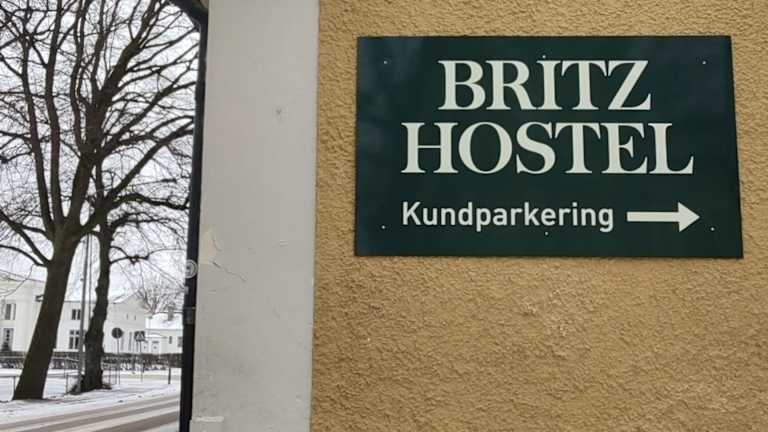 BRITZ
HOSTEL
Kundparkering →